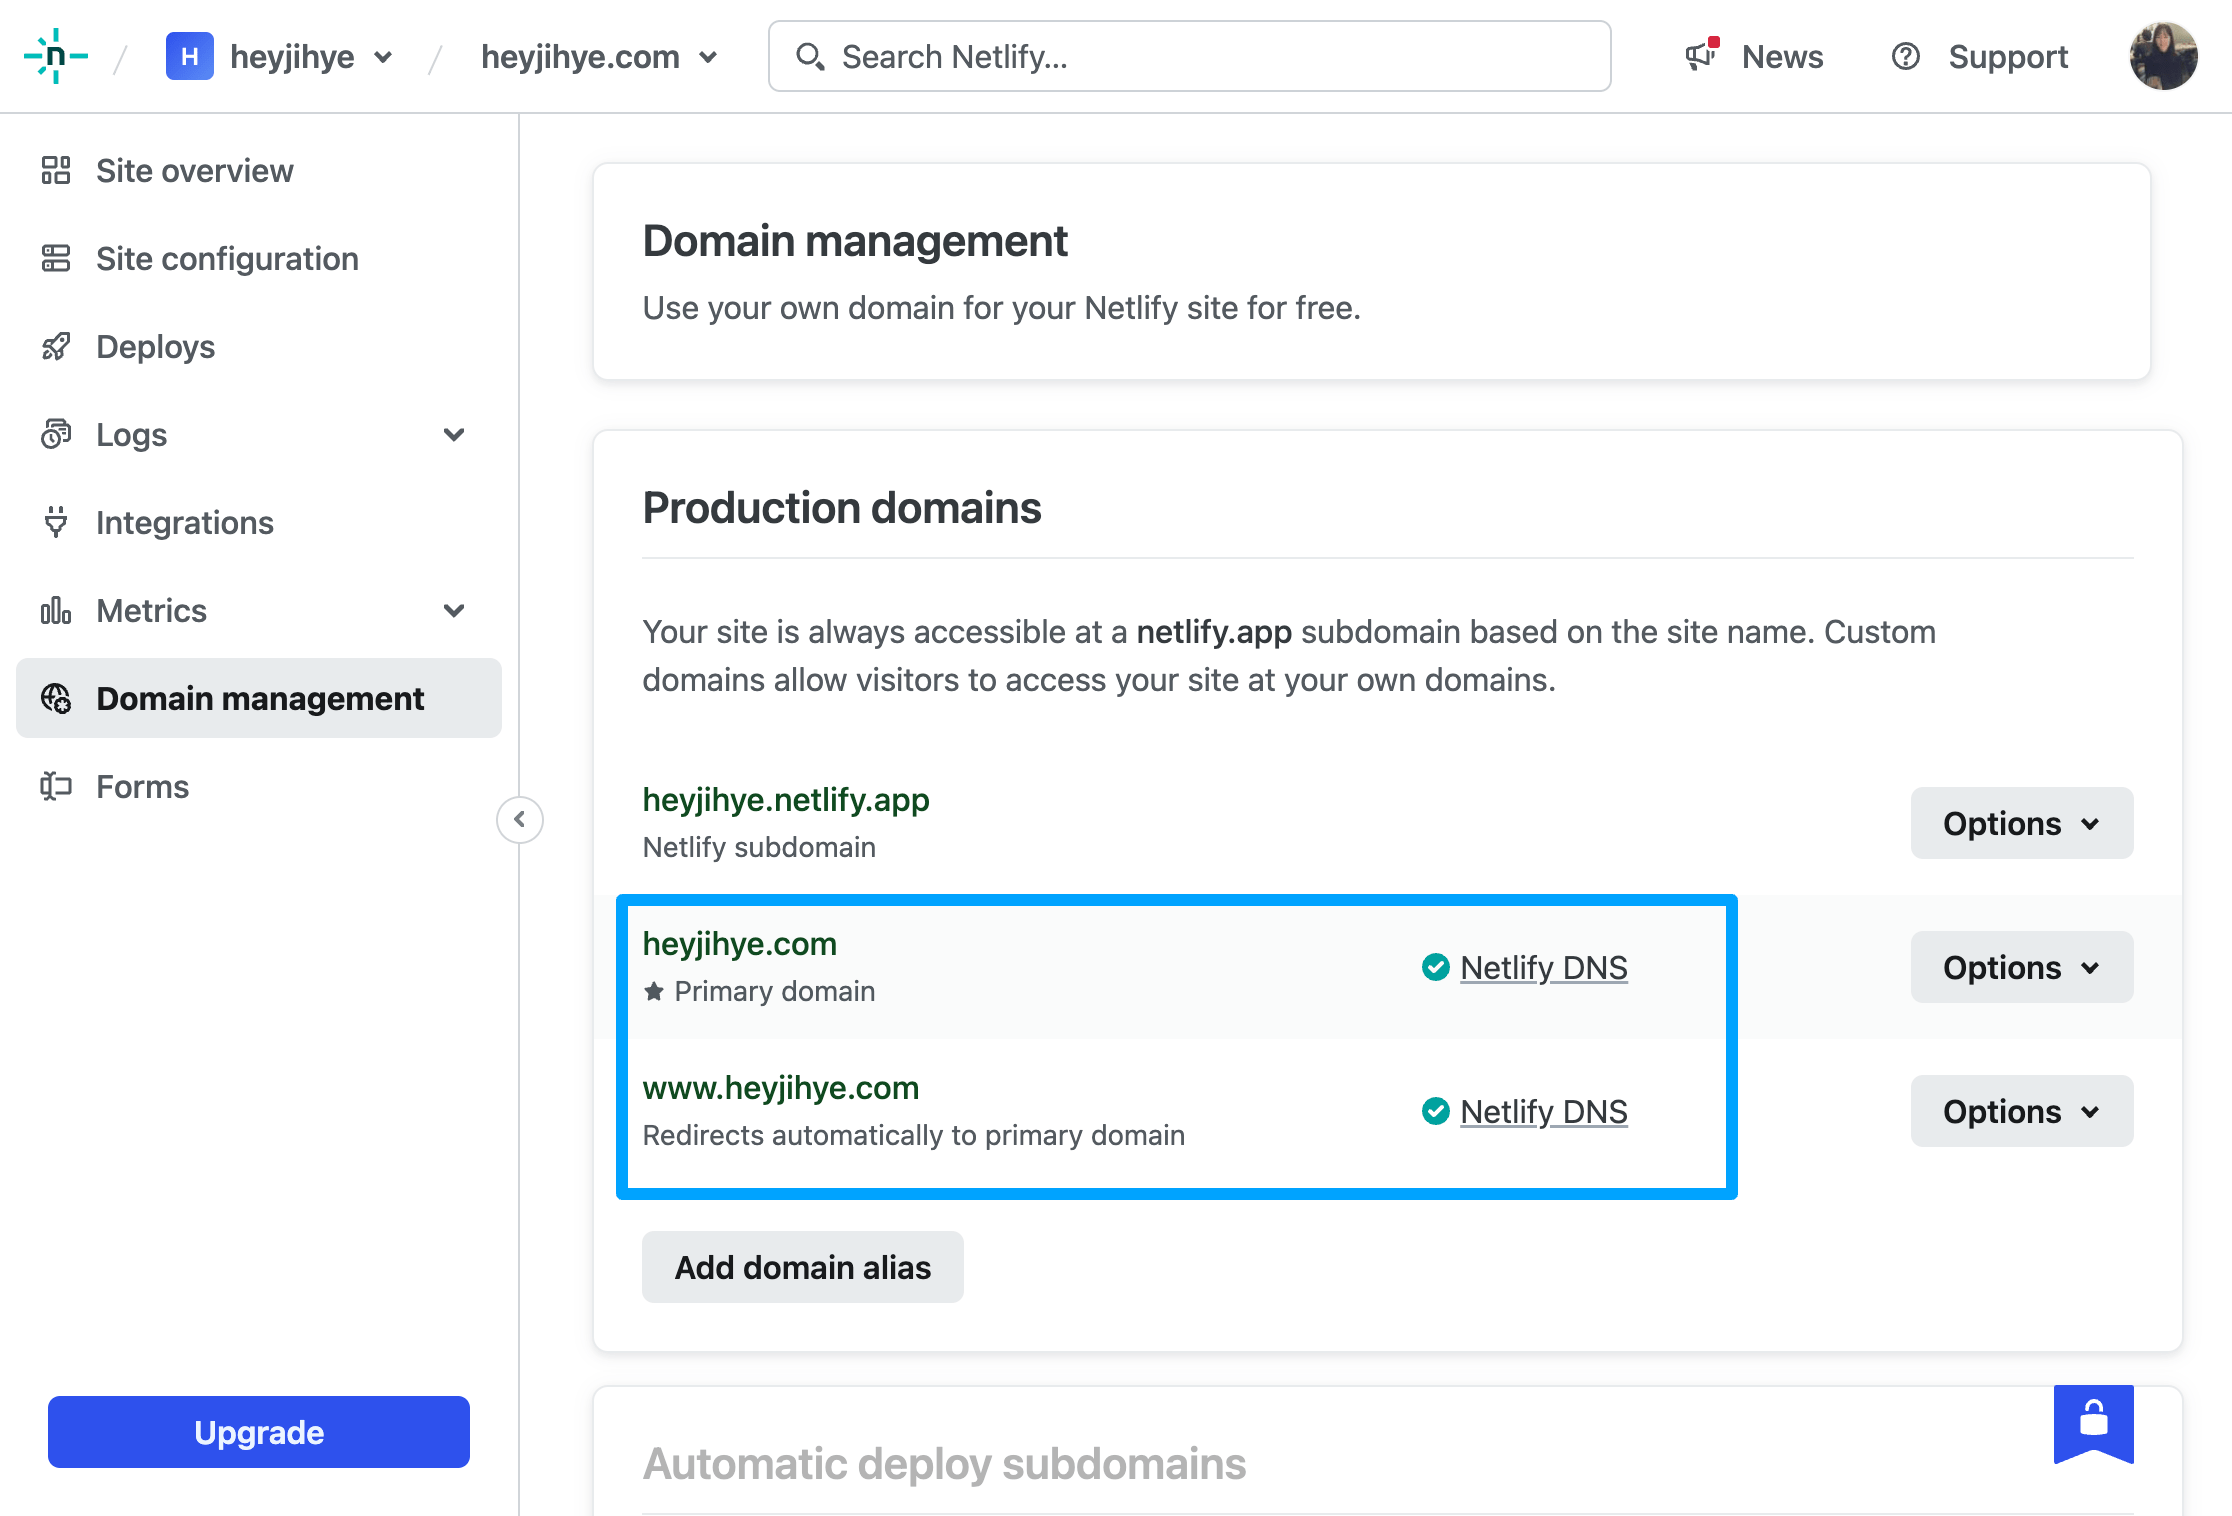 n
H
heyjihye
heyjihye.com
Search Netlify...
News
Support
Site overview
Site configuration
Deploys
Logs
Integrations
Metrics
Domain management
Forms
Upgrade
Domain management
Use your own domain for your Netlify site for free.
Production domains
Your site is always accessible at a netlify.app subdomain based on the site name. Custom
domains allow visitors to access your site at your own domains.
heyjihye.netlify.app
Netlify subdomain
Options
heyjihye.com
★ Primary domain
Netlify DNS
Options
www.heyjihye.com
Redirects automatically to primary domain
Netlify DNS
Options
Add domain alias
Automatic deploy subdomains